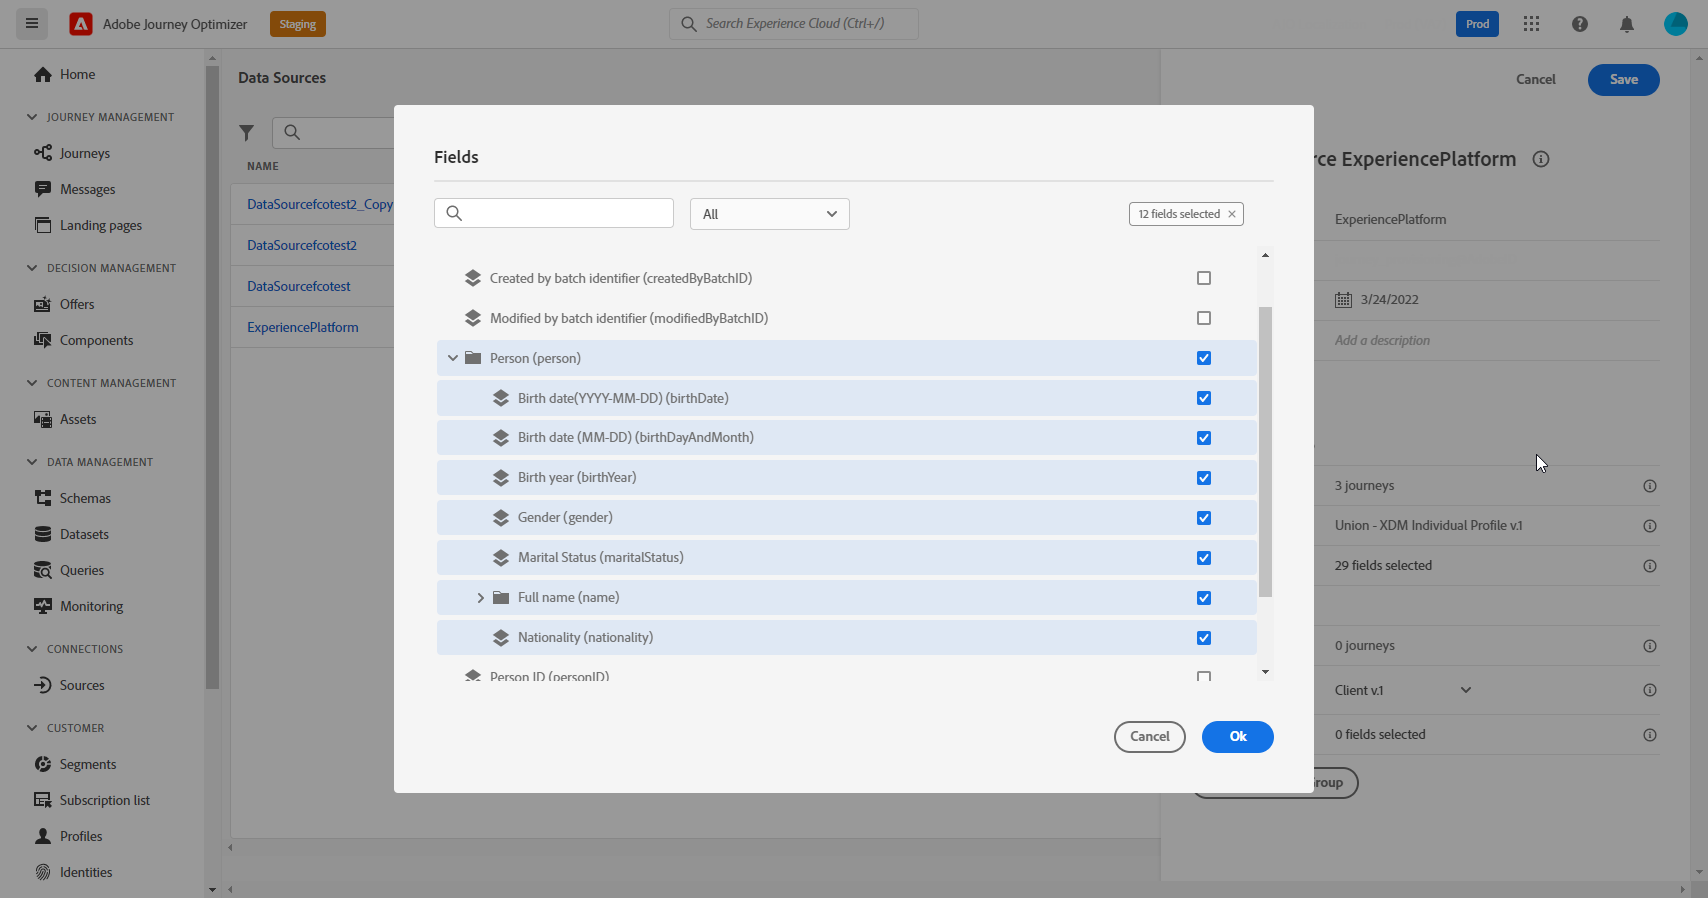 Adobe Journey Optimizer
Staging
Search Experience Cloud (Ctrl+/)
Prod
Home
JOURNEY MANAGEMENT
Journeys
Messages
Landing pages
DECISION MANAGEMENT
Offers
Components
CONTENT MANAGEMENT
Assets
DATA MANAGEMENT
Schemas
Datasets
Queries
Monitoring
CONNECTIONS
Sources
CUSTOMER
Segments
Subscription list
Profiles
Identities
Data Sources
NAME
DataSourcefcotest2_Copy
DataSourcefcotest2
DataSourcefcotest
ExperiencePlatform
Fields
All
12 fields selected
Created by batch identifier (createdByBatchID)
Modified by batch identifier (modifiedByBatchID)
Person (person)
Birth date(YYYY-MM-DD) (birthDate)
Birth date (MM-DD) (birthDayAndMonth)
Birth year (birthYear)
Gender (gender)
Marital Status (maritalStatus)
Full name (name)
Nationality (nationality)
Person ID (personID)
Cancel
Ok
Cancel
Save
rce ExperiencePlatform
ExperiencePlatform
3/24/2022
Add a description
3 journeys
Union - XDM Individual Profile v.1
29 fields selected
0 journeys
Client v.1
0 fields selected
Group